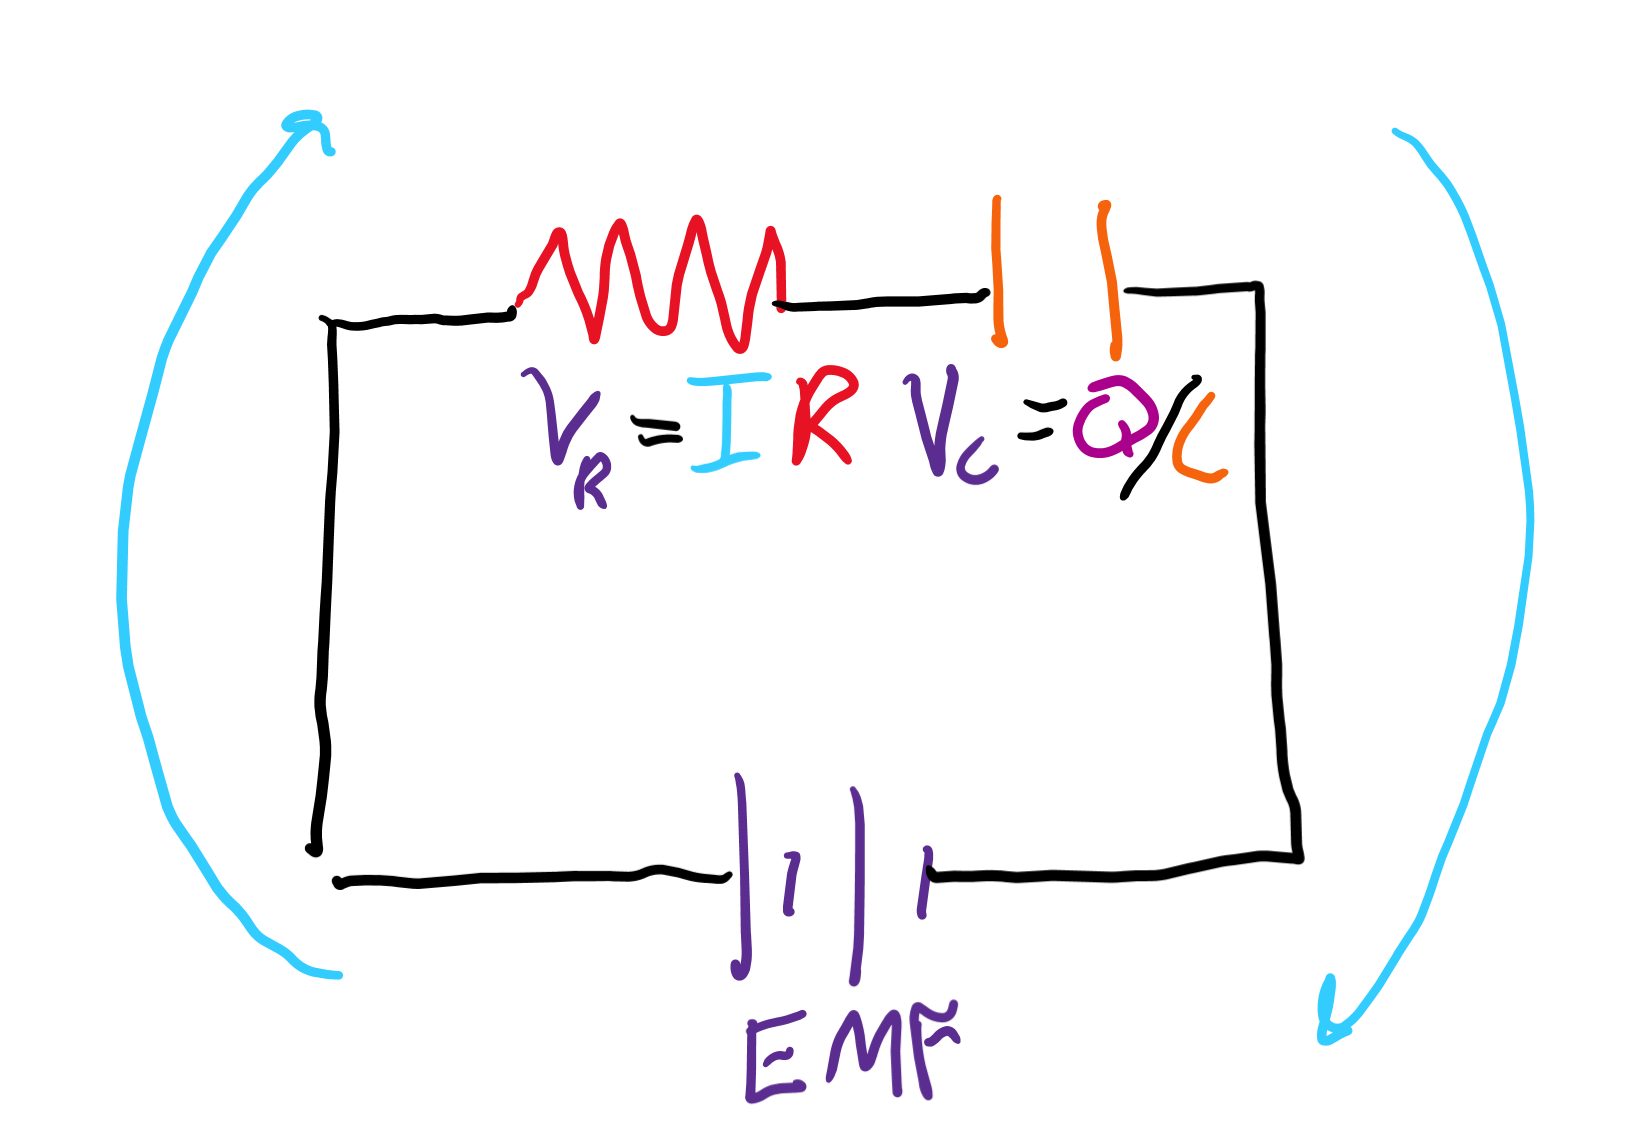 V_R = IR V_C = Q/C
EMF